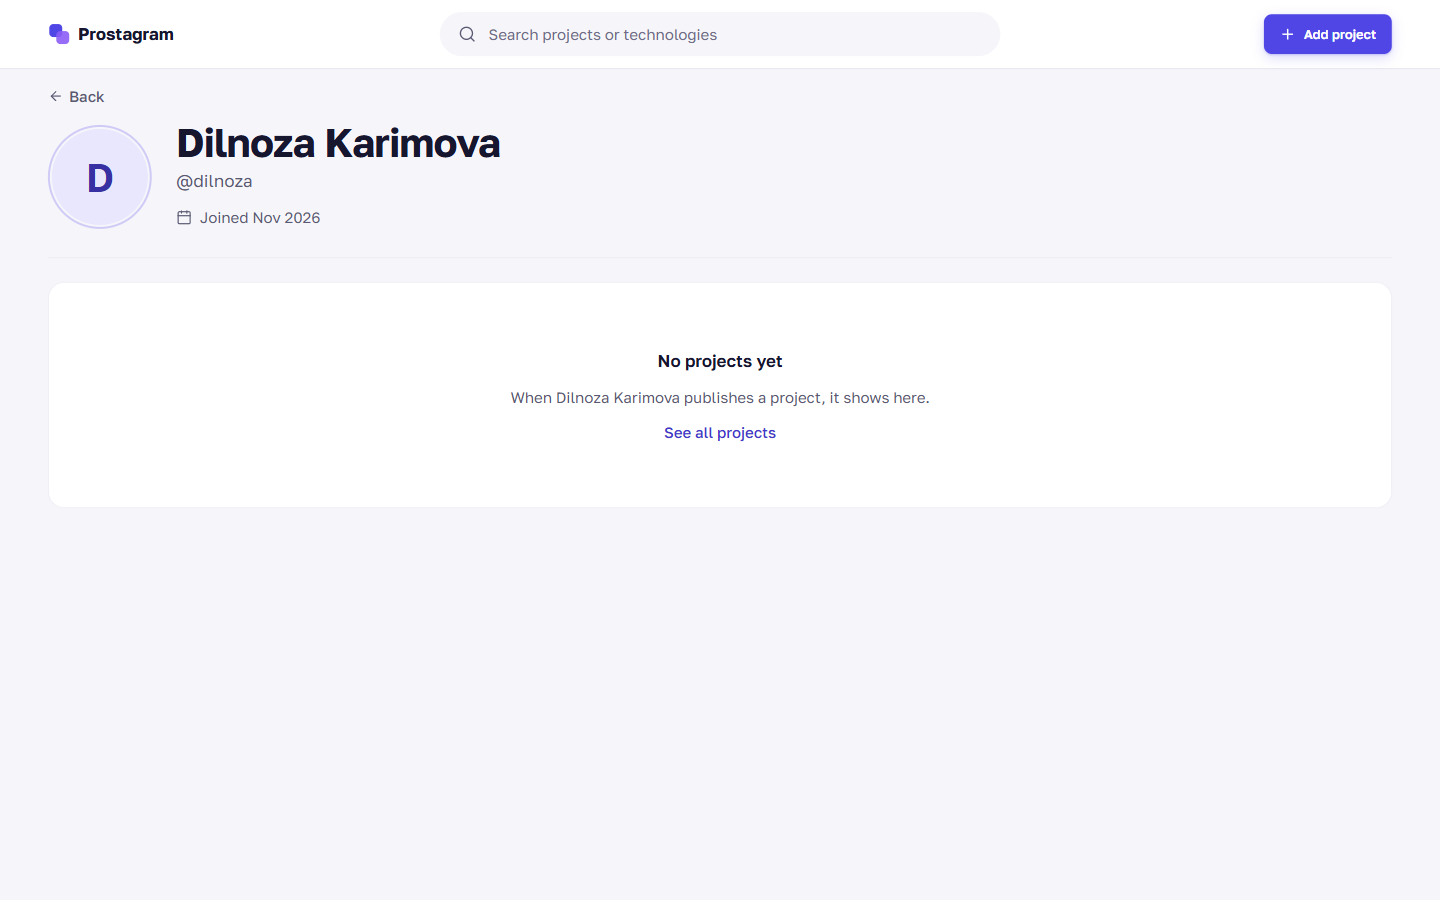 Prostagram
Search projects or technologies
Add project
Back
D
Dilnoza Karimova
@dilnoza
Joined Nov 2026
No projects yet
When Dilnoza Karimova publishes a project, it shows here.
See all projects